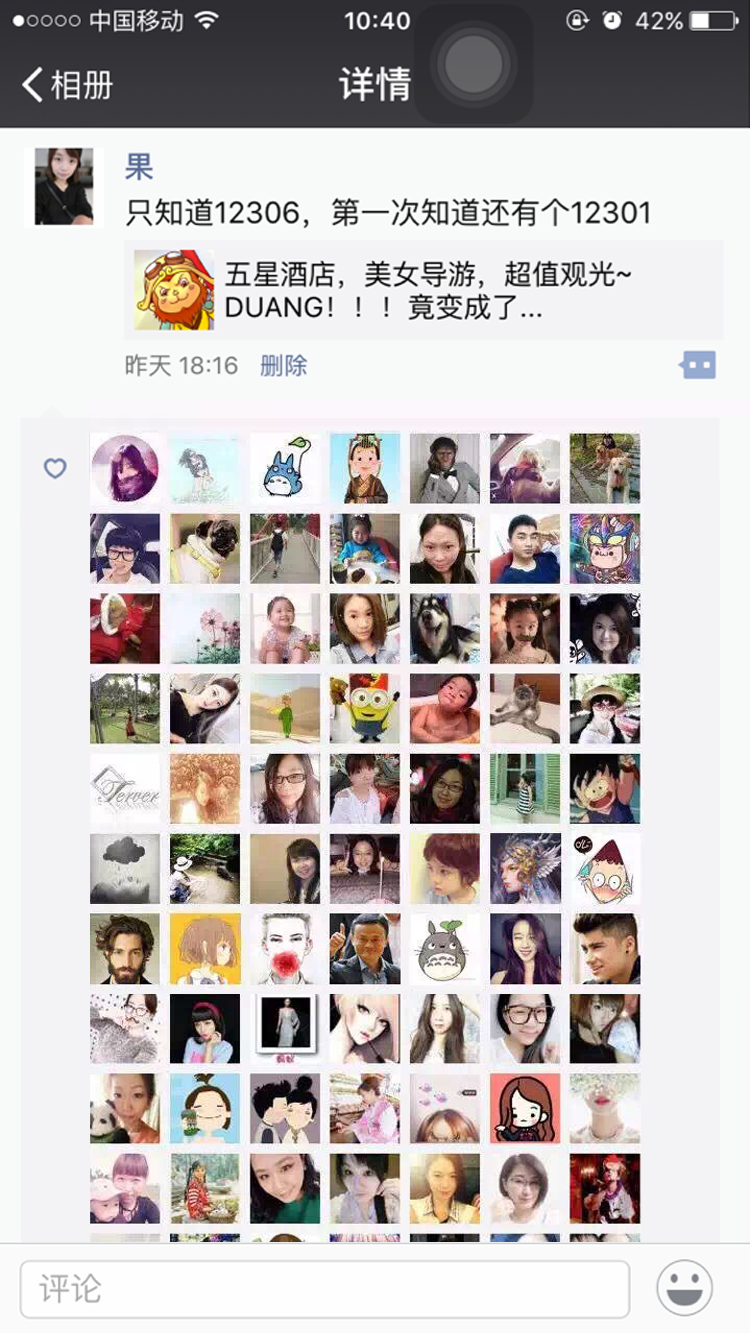 中国移动
10:40
42%
相册
详情
果
只知道12306，第一次知道还有个12301
五星酒店，美女导游，超值观光~
DUANG！！！竟变成了...
昨天 18:16 删除
评论